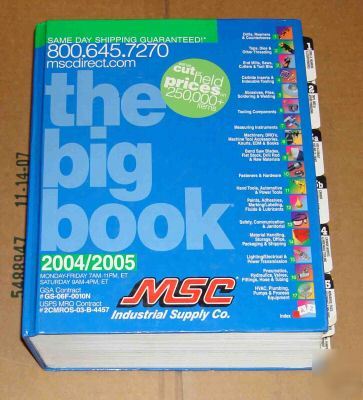 SAME DAY SHIPPING GUARANTEED!*
800.645.7270
mscdirect.com
cut
held
prices
on
250,000+
items
the
big
book
®
2004/2005
MONDAY-FRIDAY 7AM-11PM, ET
SATURDAY 9AM-4PM, ET
GSA Contract
# GS-06F-0010N
USPS MRO Contract
# 2CMROS-03-B-4457
MSC
Industrial Supply Co.
Drills, Reamers
& Counterbores
Taps, Dies &
Other Threading
End Mills, Saws,
Cutters & Tool Bits
Carbide Inserts &
Indexable Tooling
Abrasives, Files,
Soldering & Welding
Tooling Components
Measuring Instruments
Machinery, DRO's,
Machine Tool Accessories,
Knurls, EDM & Books
Band Saw Blades,
Flat Stock, Drill Rod
& Raw Materials
Fasteners & Hardware
Hand Tools, Automotive
& Power Tools
Paints, Adhesives,
Marking/Labeling,
Fluids & Lubricants
Safety, Communication
& Janitorial
Material Handling,
Storage, Office,
Packaging & Shipping
Lighting/Electrical &
Power Transmission
Pneumatics,
Hydraulics, Valves,
Fittings, Hose & Tubing
HVAC, Plumbing,
Pumps & Process
Equipment
Index
5488947 11-14-07